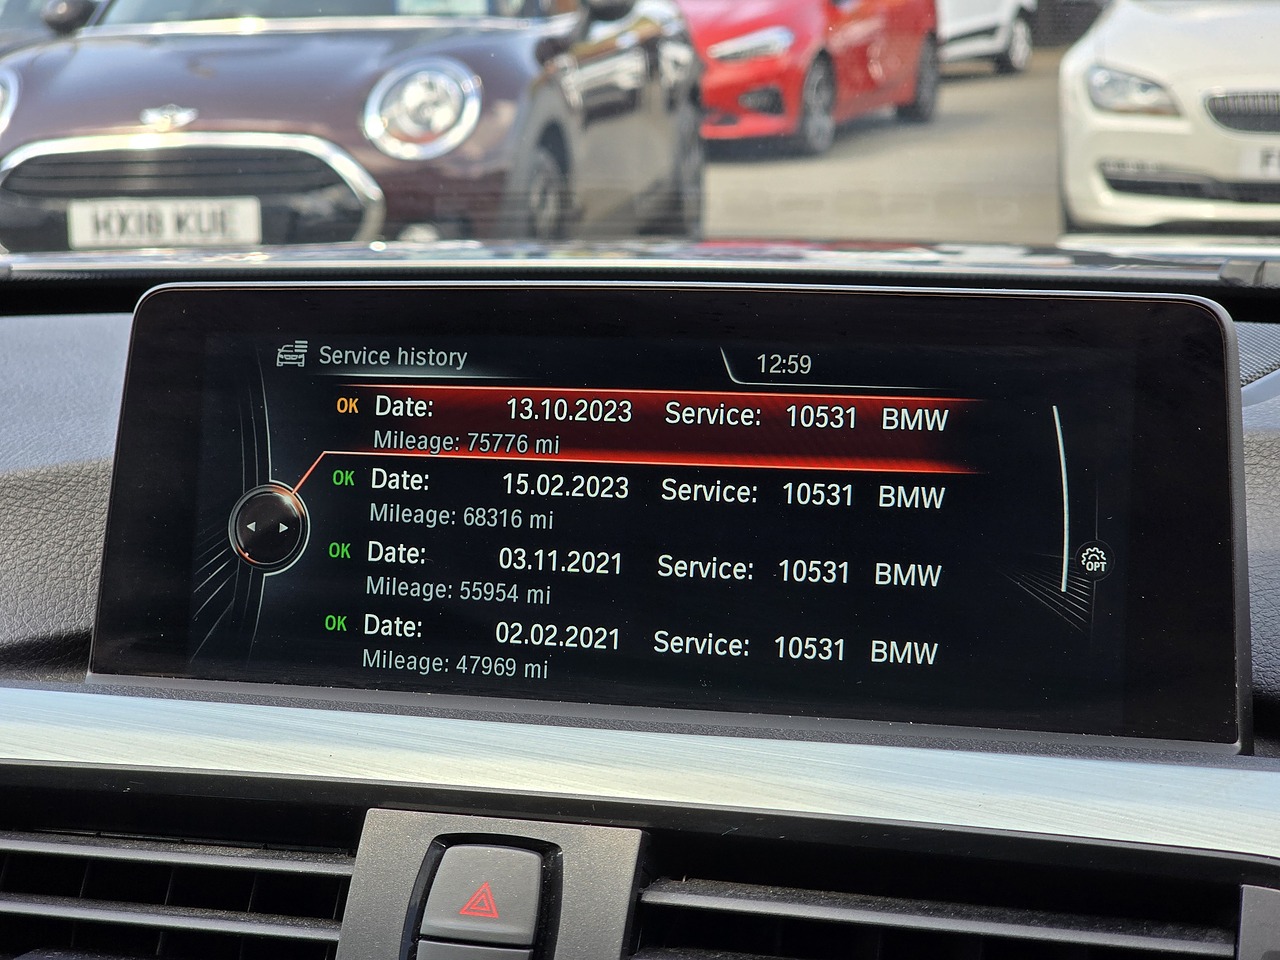 HX18 KUE
Service history 12:59
OK Date: 13.10.2023 Service: 10531 BMW
Mileage: 75776 mi
OK Date: 15.02.2023 Service: 10531 BMW
Mileage: 68316 mi
OK Date: 03.11.2021 Service: 10531 BMW
Mileage: 55954 mi
OPT
OK Date: 02.02.2021 Service: 10531 BMW
Mileage: 47969 mi